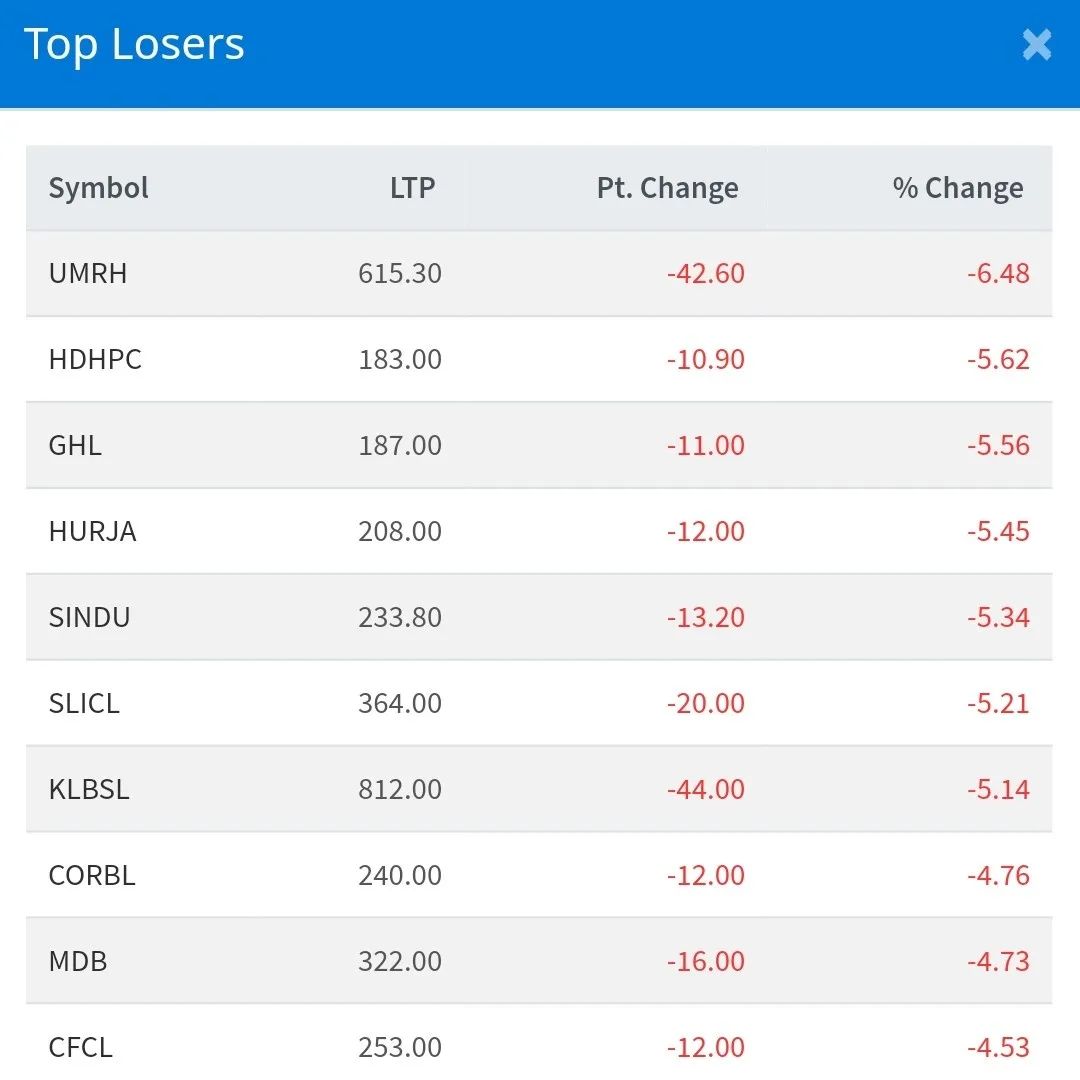 Top Losers
Symbol LTP Pt. Change % Change
UMRH 615.30 -42.60 -6.48
HDHPC 183.00 -10.90 -5.62
GHL 187.00 -11.00 -5.56
HURJA 208.00 -12.00 -5.45
SINDU 233.80 -13.20 -5.34
SLICL 364.00 -20.00 -5.21
KLBSL 812.00 -44.00 -5.14
CORBL 240.00 -12.00 -4.76
MDB 322.00 -16.00 -4.73
CFCL 253.00 -12.00 -4.53